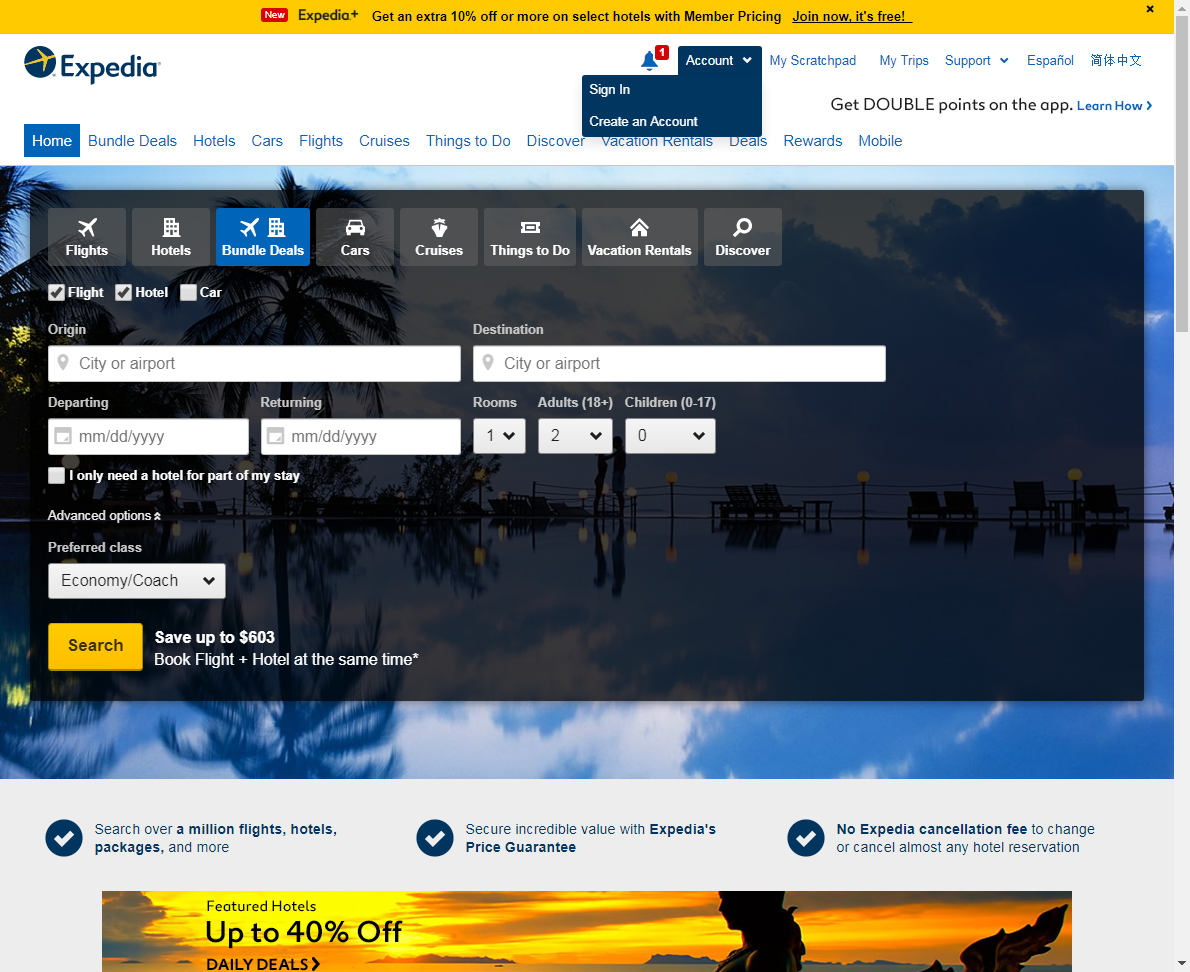 New Expedia+ Get an extra 10% off or more on select hotels with Member Pricing Join now, it's free!
Expedia
1 Account My Scratchpad My Trips Support Español 简体中文
Sign In
Create an Account
Get DOUBLE points on the app. Learn How
Home Bundle Deals Hotels Cars Flights Cruises Things to Do Discover Vacation Rentals Deals Rewards Mobile
Flights Hotels Bundle Deals Cars Cruises Things to Do Vacation Rentals Discover
Flight Hotel Car
Origin Destination
City or airport City or airport
Departing Returning Rooms Adults (18+) Children (0-17)
mm/dd/yyyy mm/dd/yyyy 1 2 0
I only need a hotel for part of my stay
Advanced options
Preferred class
Economy/Coach
Search
Save up to $603
Book Flight + Hotel at the same time*
Search over a million flights, hotels,
packages, and more
Secure incredible value with Expedia's
Price Guarantee
No Expedia cancellation fee to change
or cancel almost any hotel reservation
Featured Hotels
Up to 40% Off
DAILY DEALS